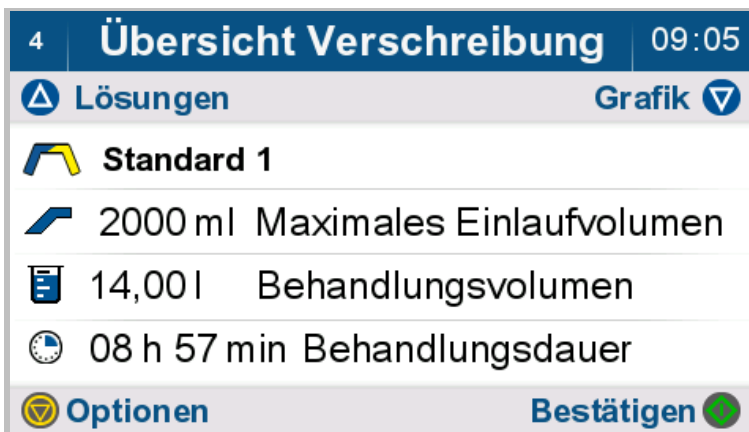 4 Übersicht Verschreibung 09:05
Lösungen Grafik
Standard 1
2000 ml Maximales Einlaufvolumen
14,00 l Behandlungsvolumen
08 h 57 min Behandlungsdauer
Optionen Bestätigen